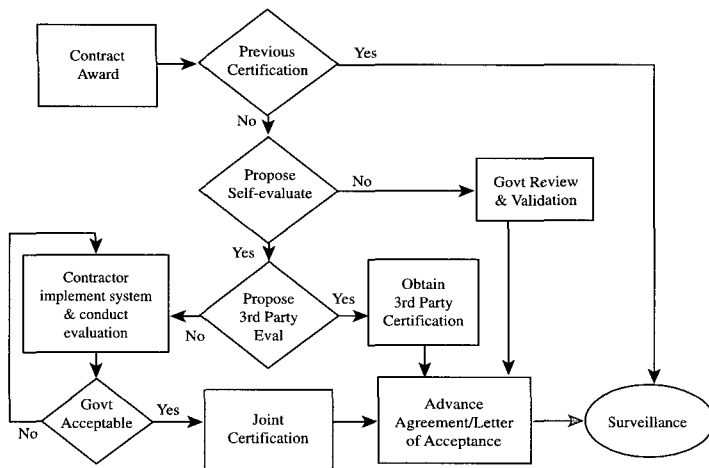 Contract
Award
Previous
Certification
Yes
No
Propose
Self-evaluate
No
Govt Review
& Validation
Yes
Contractor
implement system
& conduct
evaluation
No
Propose
3rd Party
Eval
Yes
Obtain
3rd Party
Certification
Govt
Acceptable
No
Yes
Joint
Certification
Advance
Agreement/Letter
of Acceptance
Surveillance